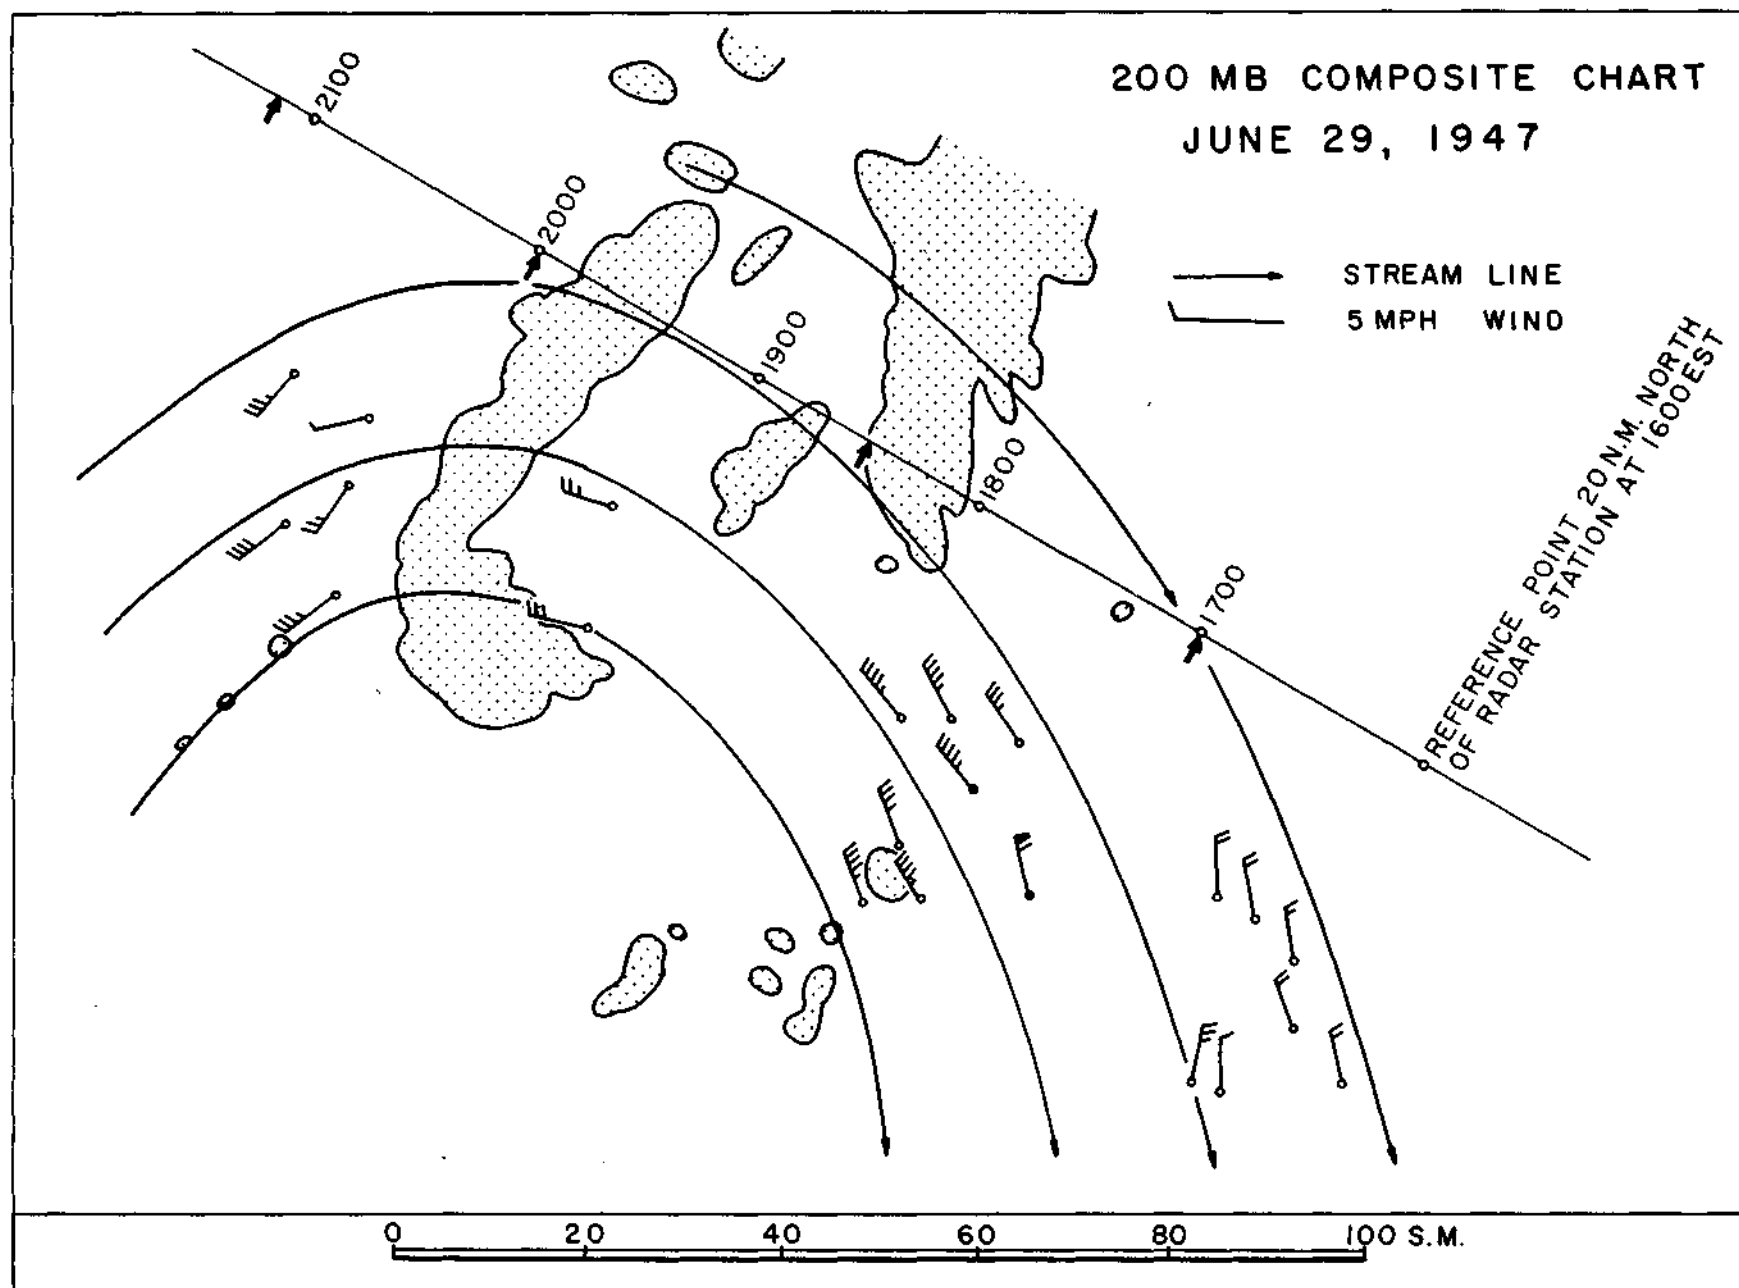 200 MB COMPOSITE CHART
JUNE 29, 1947
STREAM LINE
5 MPH WIND
2100
2000
1900
1800
1700
REFERENCE POINT 20 N.M. NORTH
OF RADAR STATION AT 1600 EST
0 20 40 60 80 100 S.M.